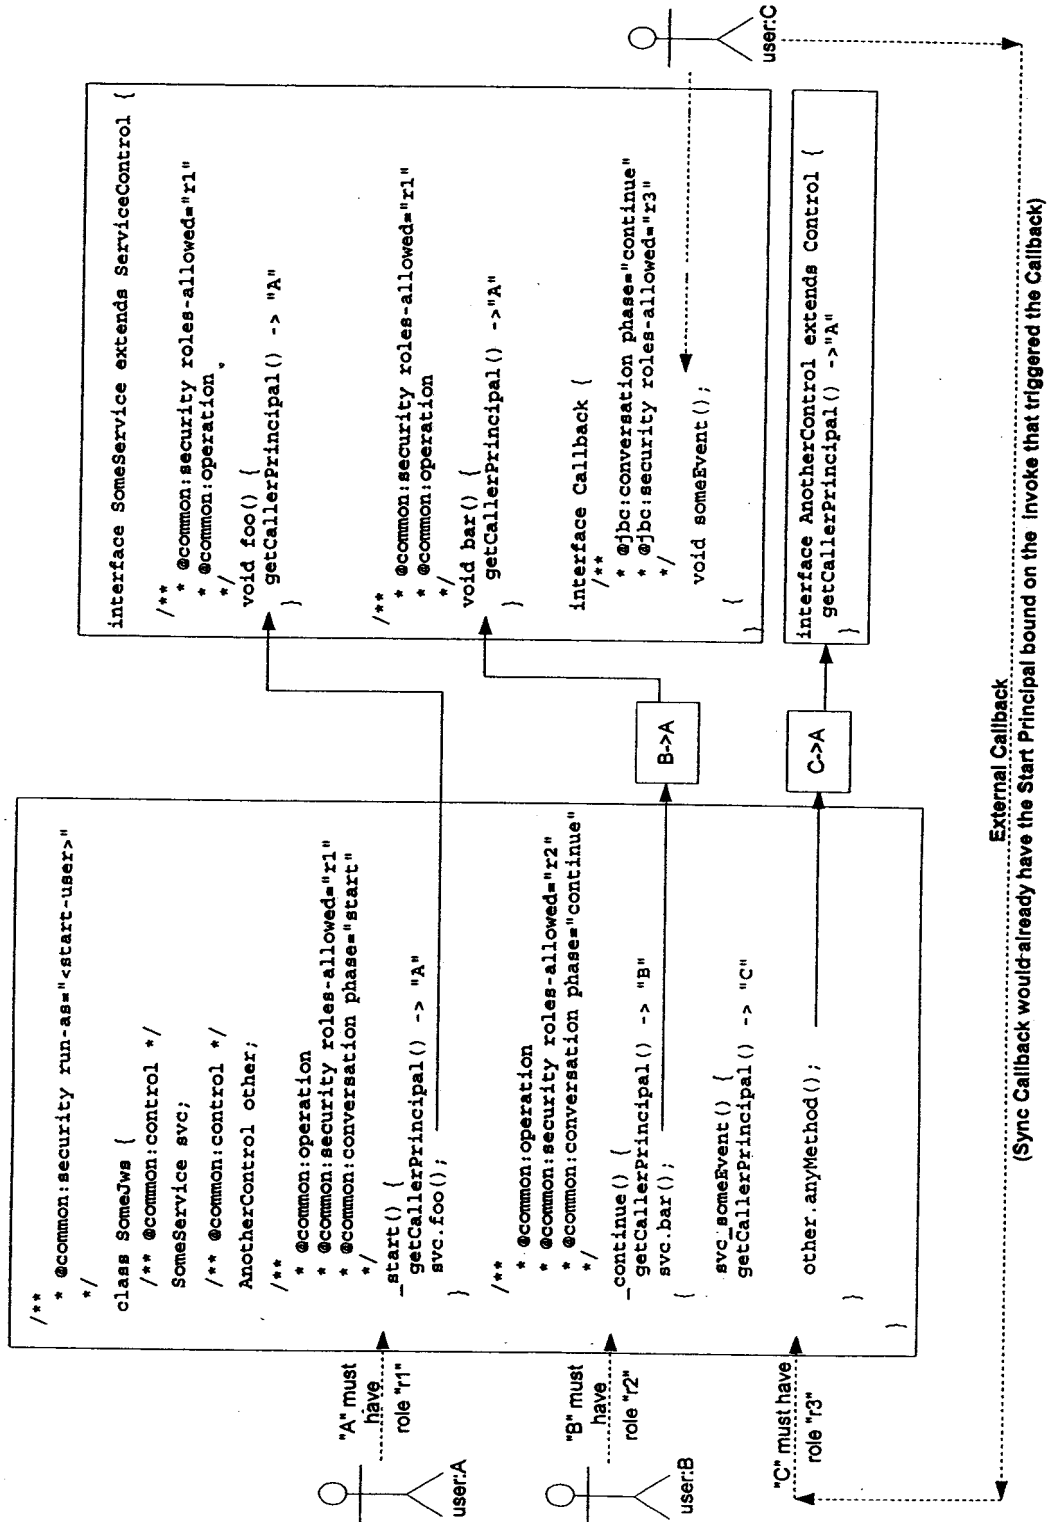 /**
* @common:security run-as="<start-user>"
*/
class SomeJws {
/** @common:control */
SomeService svc;
/** @common:control */
AnotherControl other;
/**
* @common:operation
* @common:security roles-allowed="r1"
* @common:conversation phase="start"
*/
_start() {
getCallerPrincipal() -> "A"
svc.foo();
}
/**
* @common:operation
* @common:security roles-allowed="r2"
* @common:conversation phase="continue"
*/
_continue() {
getCallerPrincipal() -> "B"
svc.bar();
{
svc_someEvent() {
getCallerPrincipal() -> "C"
other.anyMethod();
}
}
"A" must
have
role "r1"
user:A
"B" must
have
role "r2"
user:B
"C" must have
role "r3"
B->A
C->A
interface SomeService extends ServiceControl {
/**
* @common:security roles-allowed="r1"
* @common:operation
*/
void foo() {
getCallerPrincipal() -> "A"
}
/**
* @common:security roles-allowed="r1"
* @common:operation
*/
void bar() {
getCallerPrincipal() ->"A"
}
interface Callback {
/**
* @jbc:conversation phase="continue"
* @jbc:security roles-allowed="r3"
*/
void someEvent();
{
}
interface AnotherControl extends Control {
getCallerPrincipal() ->"A"
}
user:C
External Callback
(Sync Callback would already have the Start Principal bound on the invoke that triggered the Callback)